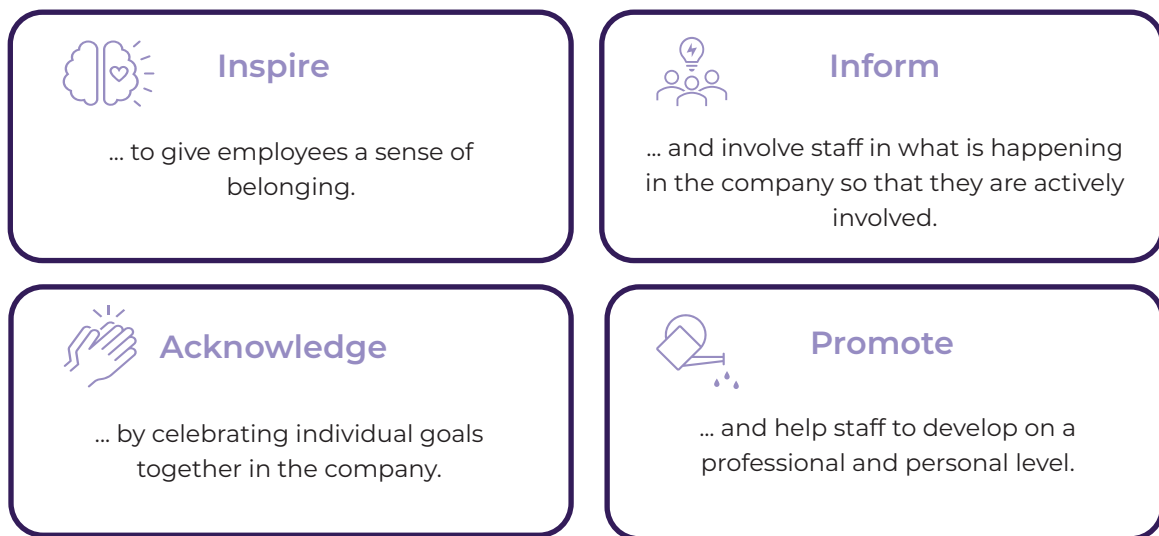 Inspire
... to give employees a sense of
belonging.
Inform
... and involve staff in what is happening
in the company so that they are actively
involved.
Acknowledge
... by celebrating individual goals
together in the company.
Promote
... and help staff to develop on a
professional and personal level.